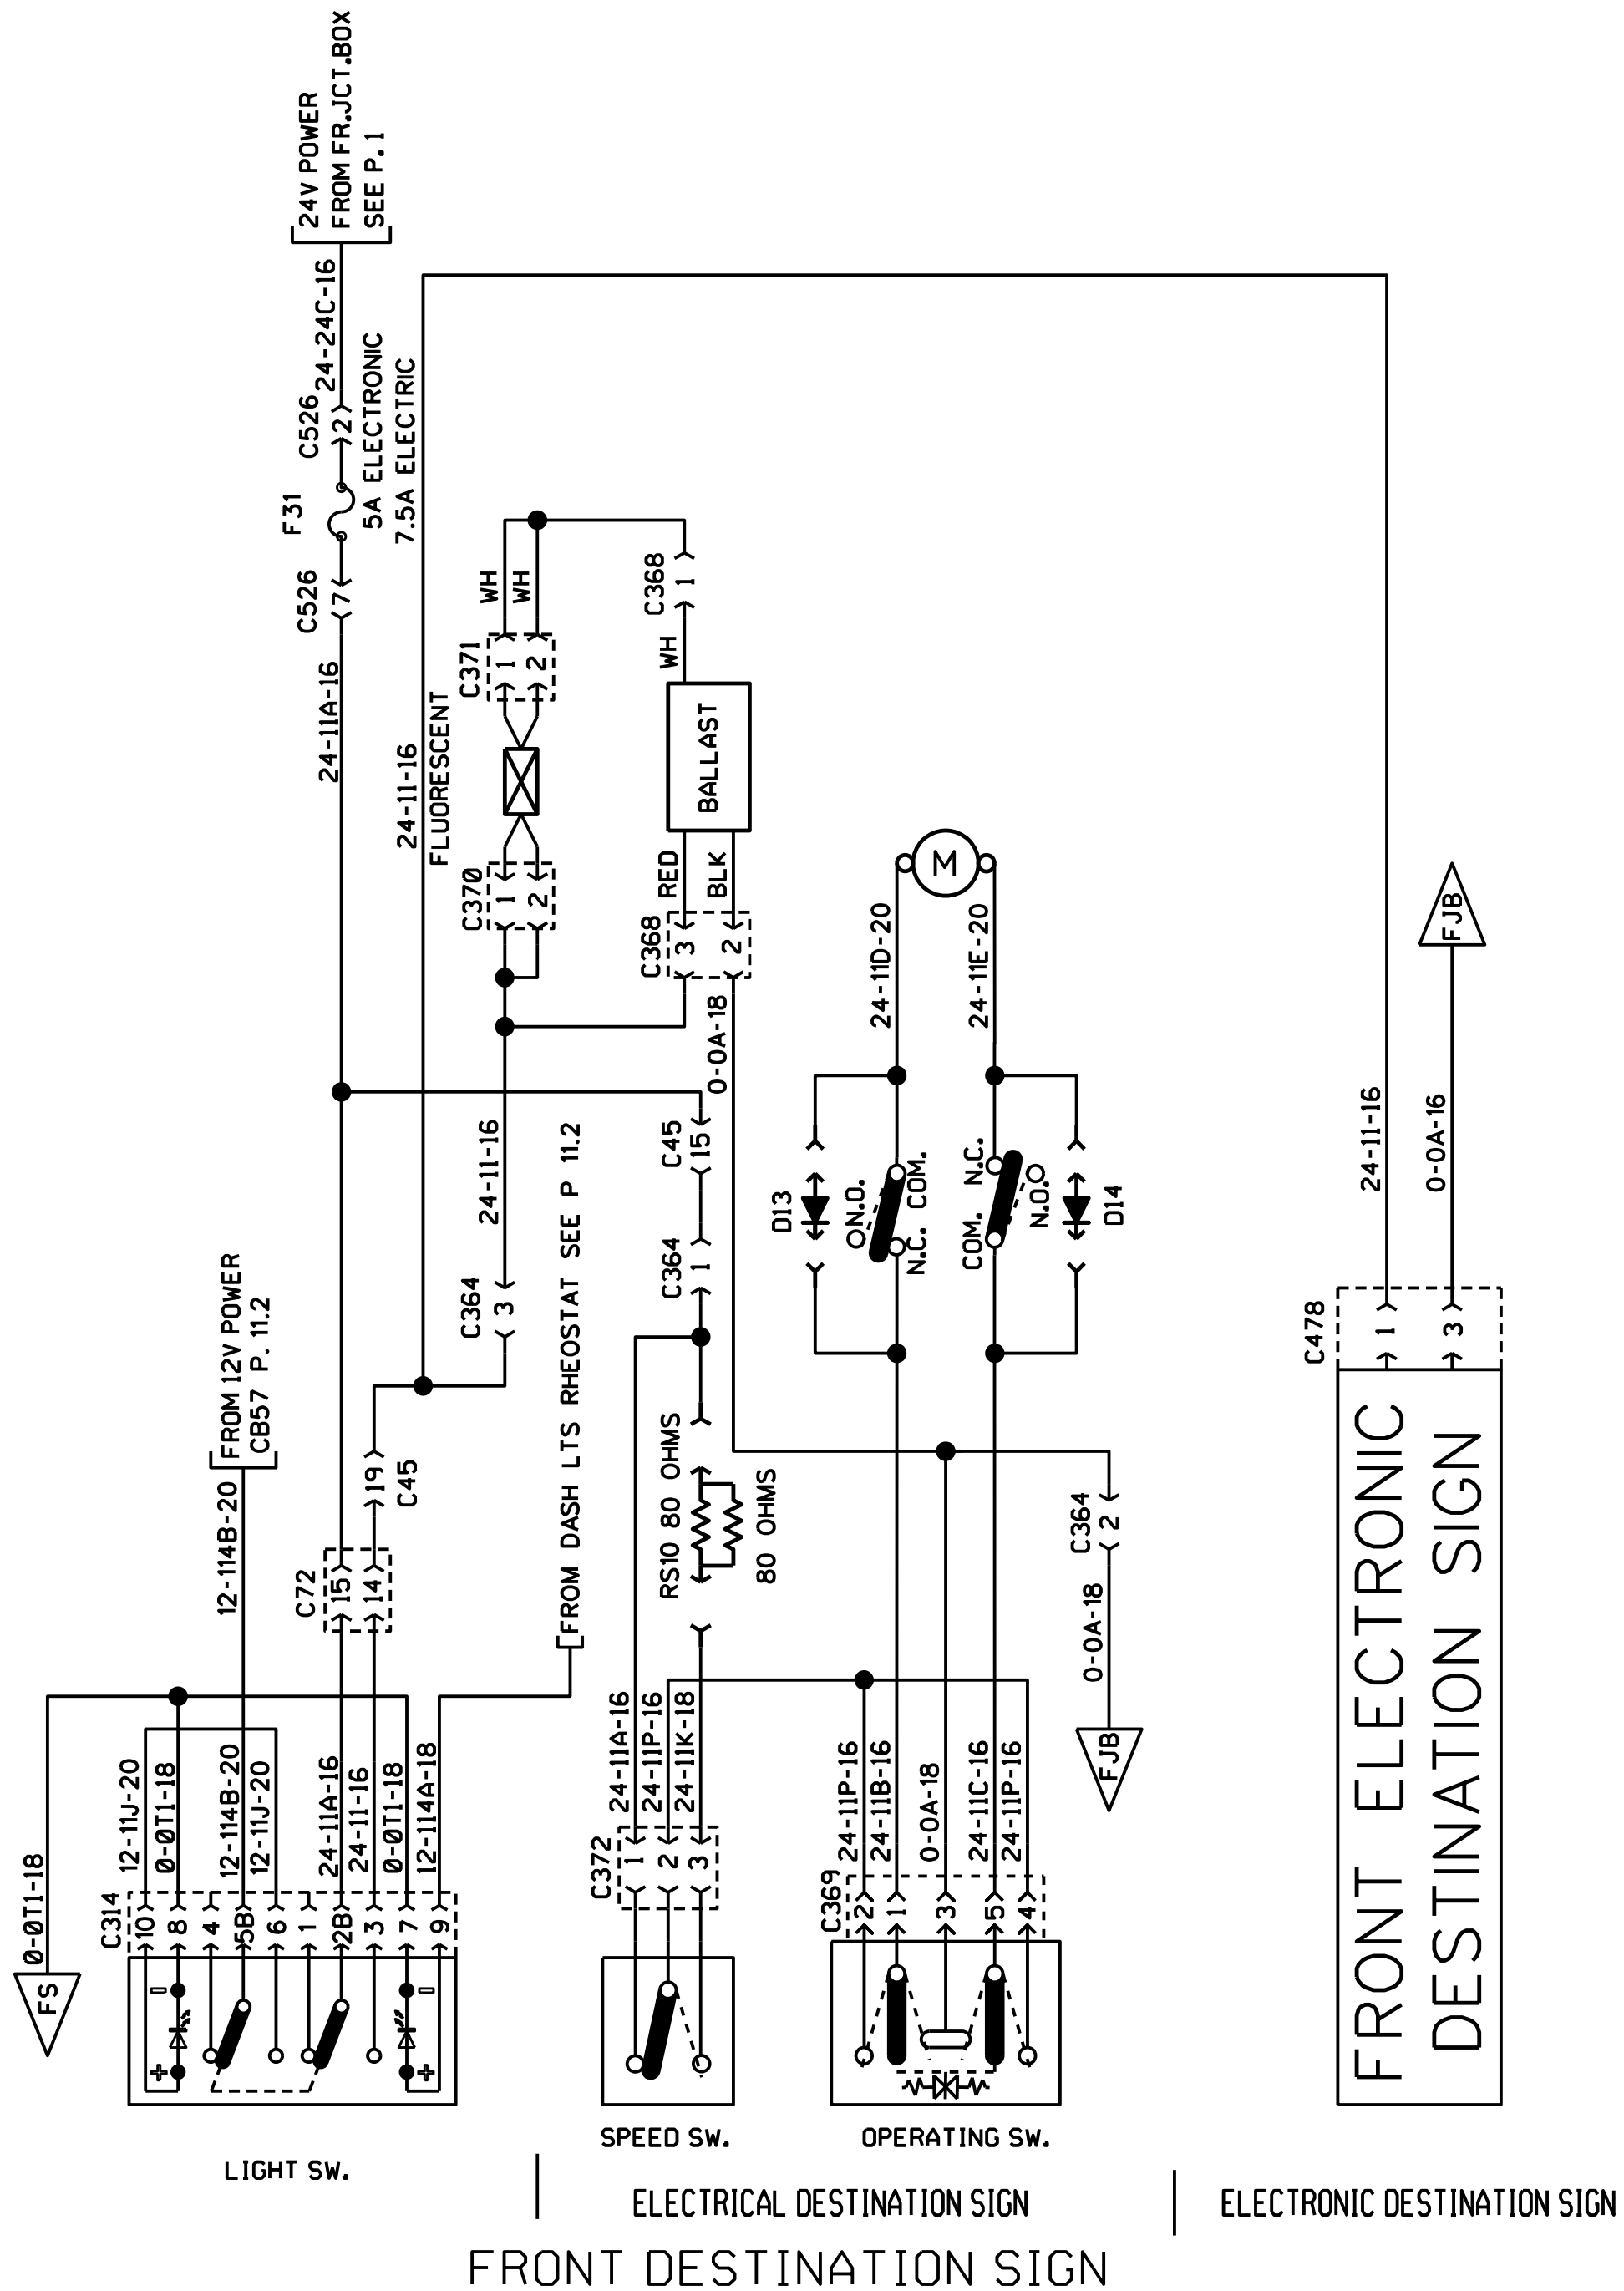 24V POWER
FROM FR.JCT.BOX
SEE P.1
24-24C-16
C526
2
F31
5A ELECTRONIC
7.5A ELECTRIC
C526
7
24-11A-16
24-11-16
FLUORESCENT
C371
1
2
WH
WH
C368
1
WH
BALLAST
C370
1
2
RED
BLK
C368
3
2
0-0A-18
M
24-11D-20
24-11E-20
FJB
24-11-16
0-0A-16
24-11-16
FROM DASH LTS RHEOSTAT SEE P 11.2
C45
15
C364
1
D13
N.O.
N.C.
COM.
COM.
N.C.
N.O.
D14
C364
3
FROM 12V POWER
CB57 P. 11.2
12-114B-20
19
C45
C72
15
14
RS10 80 OHMS
80 OHMS
C364
2
0-0A-18
FJB
C478
1
3
FRONT ELECTRONIC
DESTINATION SIGN
0-0T1-18
FS
C314
12-11J-20
0-0T1-18
12-114B-20
12-11J-20
24-11A-16
24-11-16
0-0T1-18
12-114A-18
10
8
4
5B
6
1
2B
3
7
9
24-11A-16
24-11P-16
24-11K-18
C372
1
2
3
24-11P-16
24-11B-16
0-0A-18
24-11C-16
24-11P-16
C369
2
1
3
5
4
LIGHT SW.
SPEED SW.
OPERATING SW.
ELECTRICAL DESTINATION SIGN
ELECTRONIC DESTINATION SIGN
FRONT DESTINATION SIGN